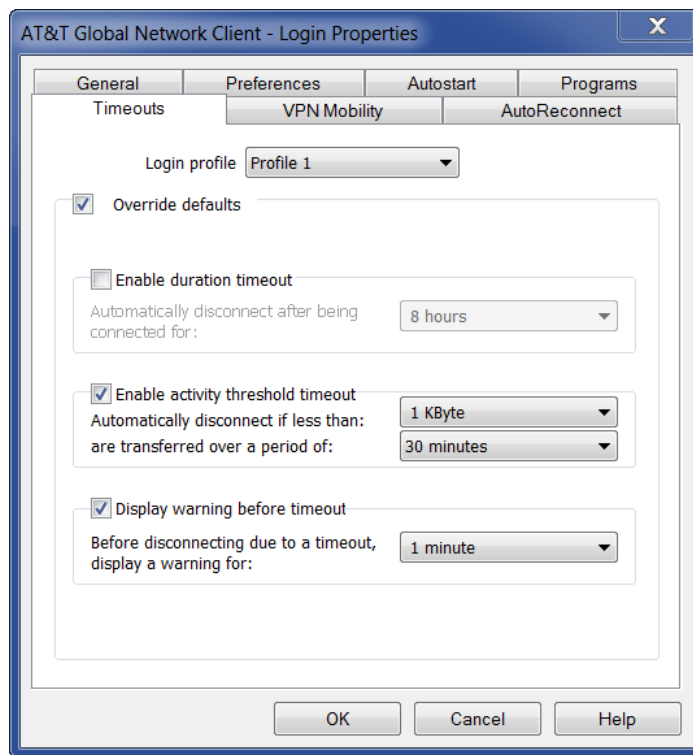 AT&T Global Network Client - Login Properties
X
General Preferences Autostart Programs
Timeouts VPN Mobility AutoReconnect
Login profile Profile 1
Override defaults
Enable duration timeout
Automatically disconnect after being
connected for:
8 hours
Enable activity threshold timeout
Automatically disconnect if less than: 1 KByte
are transferred over a period of: 30 minutes
Display warning before timeout
Before disconnecting due to a timeout,
display a warning for:
1 minute
OK Cancel Help